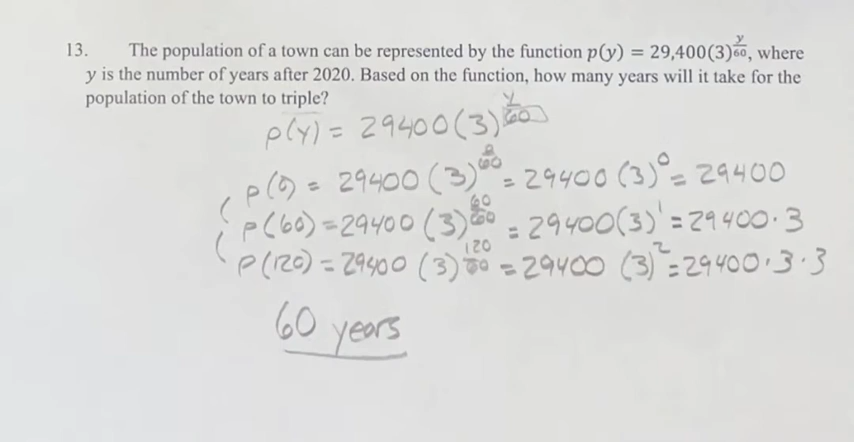 13. The population of a town can be represented by the function p(y) = 29,400(3)^(y/60), where
y is the number of years after 2020. Based on the function, how many years will it take for the
population of the town to triple?
p(y) = 29400(3)^(y/60)
p(0) = 29400(3)^(0/60) = 29400(3)^0 = 29400
p(60) = 29400(3)^(60/60) = 29400(3)^1 = 29400·3
p(120) = 29400(3)^(120/60) = 29400(3)^2 = 29400·3·3
60 years